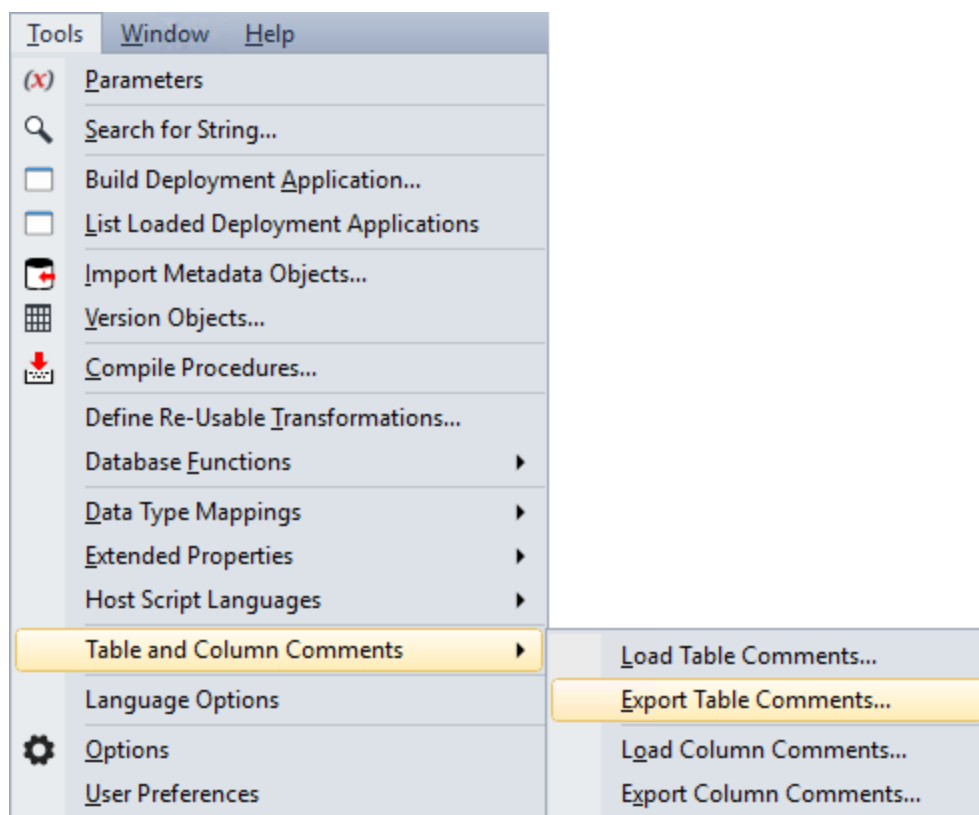 Tools Window Help
(x) Parameters
Search for String...
Build Deployment Application...
List Loaded Deployment Applications
Import Metadata Objects...
Version Objects...
Compile Procedures...
Define Re-Usable Transformations...
Database Functions
Data Type Mappings
Extended Properties
Host Script Languages
Table and Column Comments
Language Options
Options
User Preferences
Load Table Comments...
Export Table Comments...
Load Column Comments...
Export Column Comments...